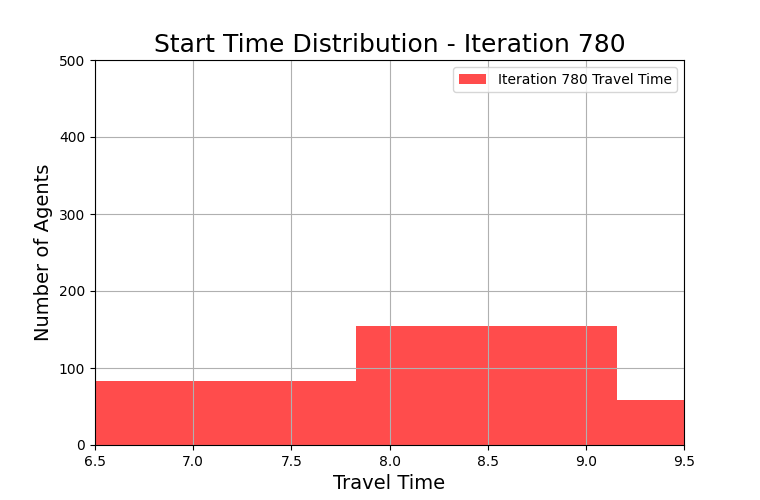 Start Time Distribution - Iteration 780
500
Iteration 780 Travel Time
400
300
200
100
0
Number of Agents
6.5 7.0 7.5 8.0 8.5 9.0 9.5
Travel Time